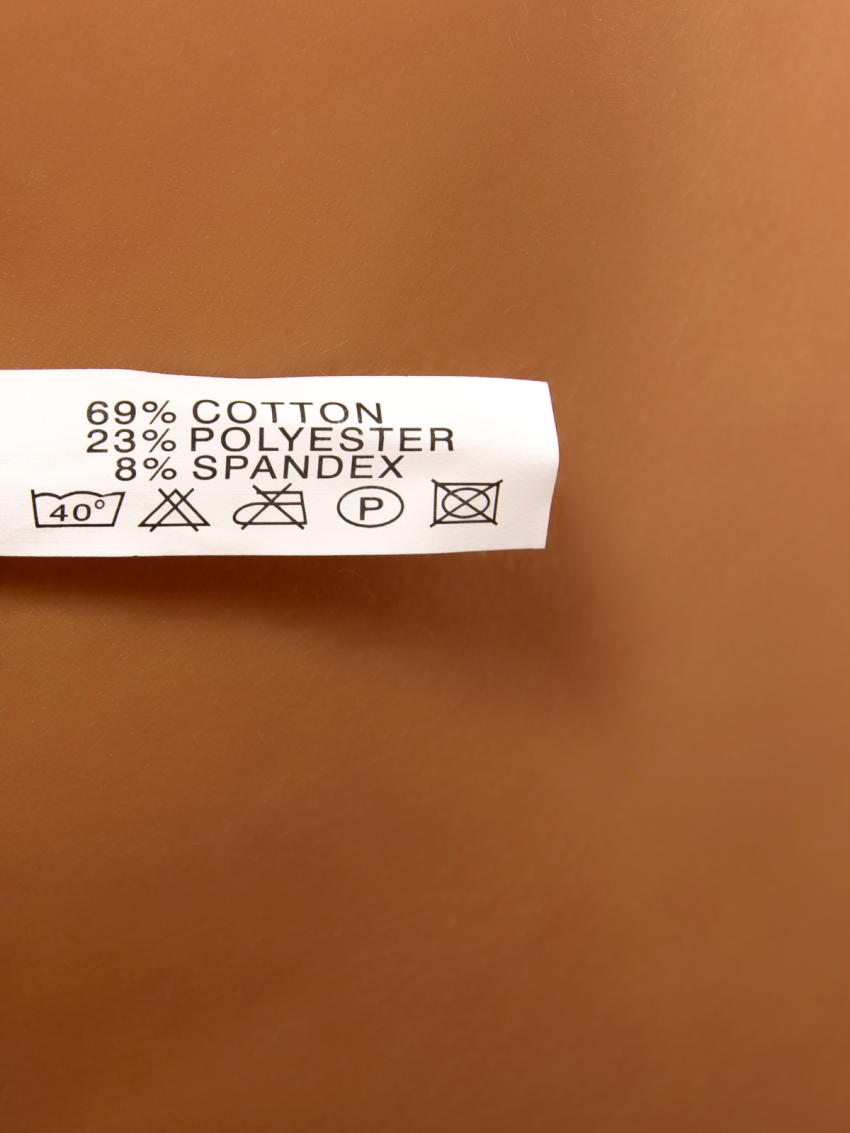 69% COTTON
23% POLYESTER
8% SPANDEX
40° P